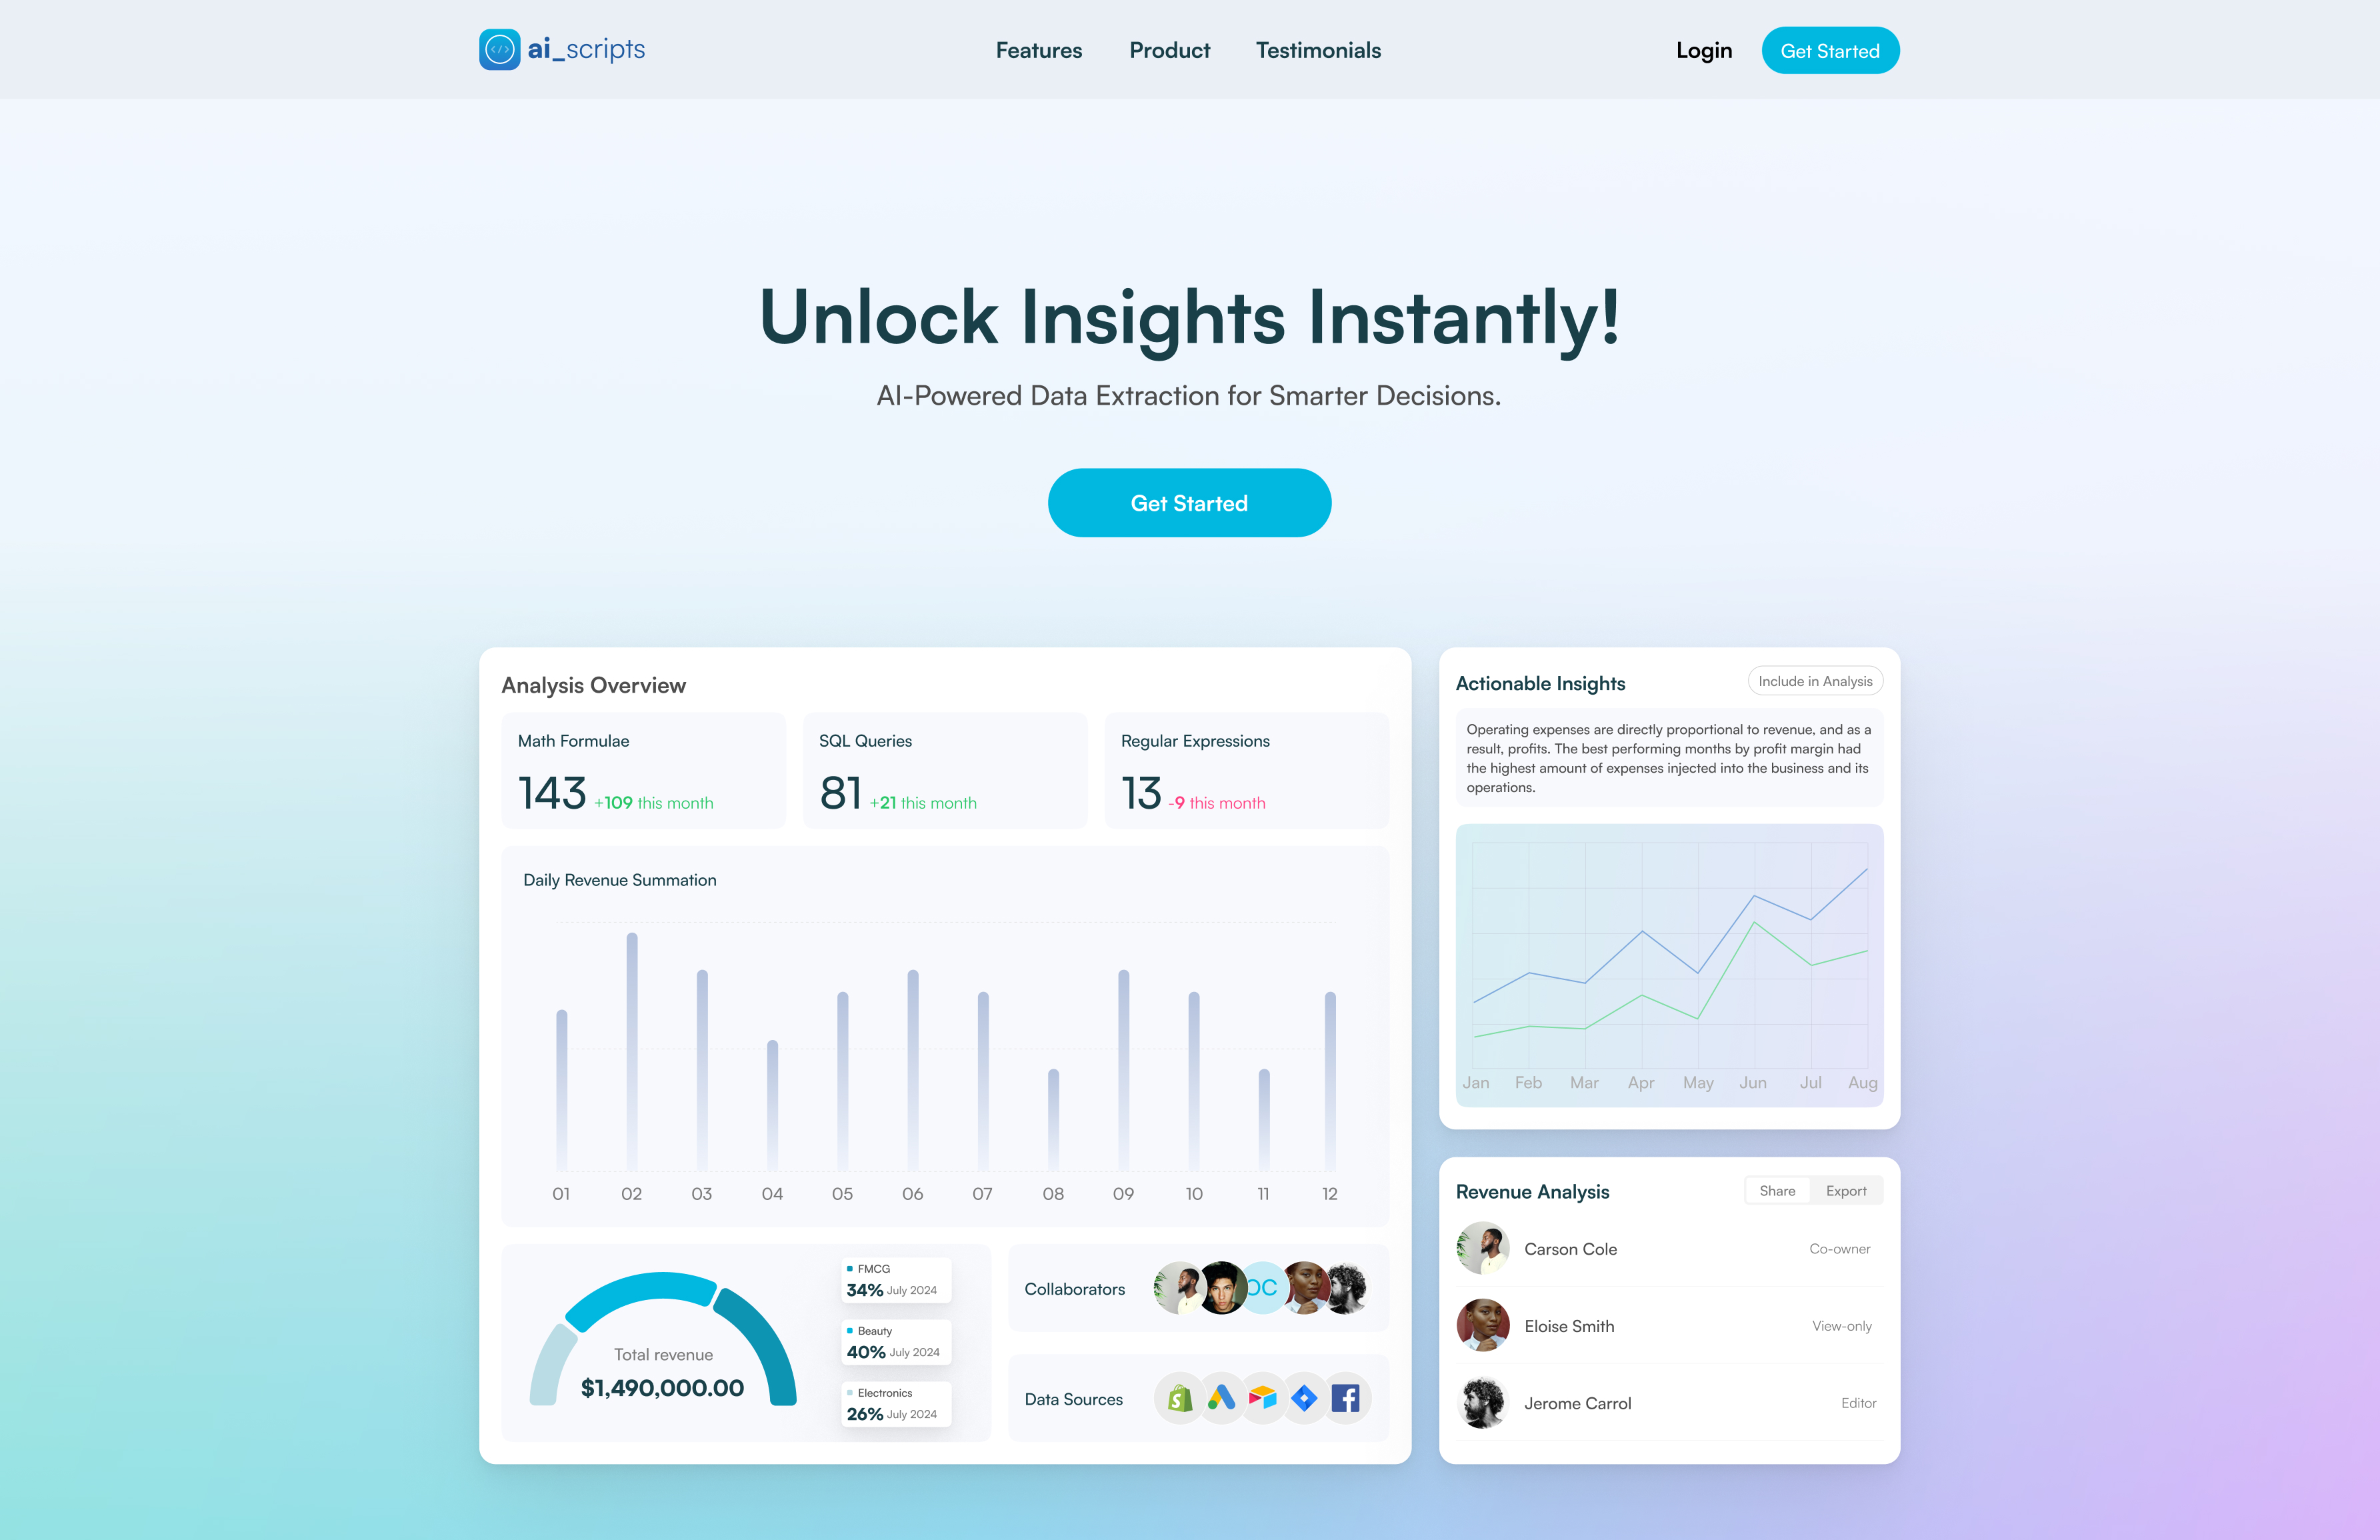 ai_scripts
Features
Product
Testimonials
Login
Get Started
Unlock Insights Instantly!
AI-Powered Data Extraction for Smarter Decisions.
Get Started
Analysis Overview
Math Formulae
143 +109 this month
SQL Queries
81 +21 this month
Regular Expressions
13 -9 this month
Daily Revenue Summation
01 02 03 04 05 06 07 08 09 10 11 12
Total revenue
$1,490,000.00
FMCG
34% July 2024
Beauty
40% July 2024
Electronics
26% July 2024
Collaborators
OC
Data Sources
Actionable Insights
Include in Analysis
Operating expenses are directly proportional to revenue, and as a
result, profits. The best performing months by profit margin had
the highest amount of expenses injected into the business and its
operations.
Jan Feb Mar Apr May Jun Jul Aug
Revenue Analysis
Share
Export
Carson Cole
Co-owner
Eloise Smith
View-only
Jerome Carrol
Editor